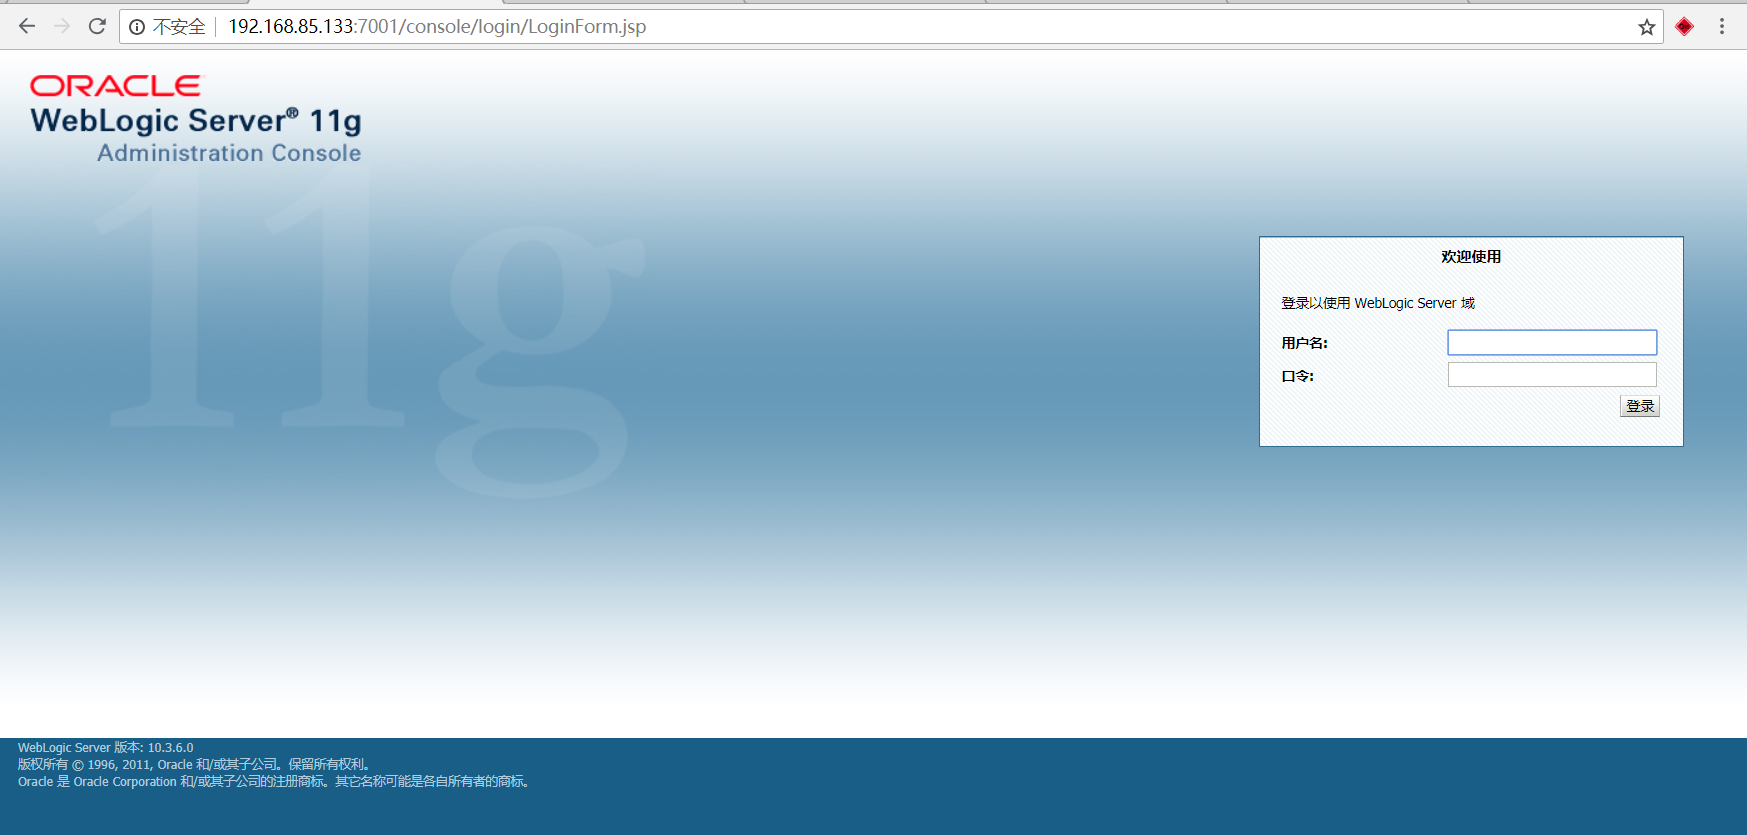 不安全 192.168.85.133:7001/console/login/LoginForm.jsp
ORACLE
WebLogic Server® 11g
Administration Console
11g
欢迎使用
登录以使用 WebLogic Server 域
用户名:
口令:
登录
WebLogic Server 版本: 10.3.6.0
版权所有 © 1996, 2011, Oracle 和/或其子公司。保留所有权利。
Oracle 是 Oracle Corporation 和/或其子公司的注册商标。其它名称可能是各自所有者的商标。